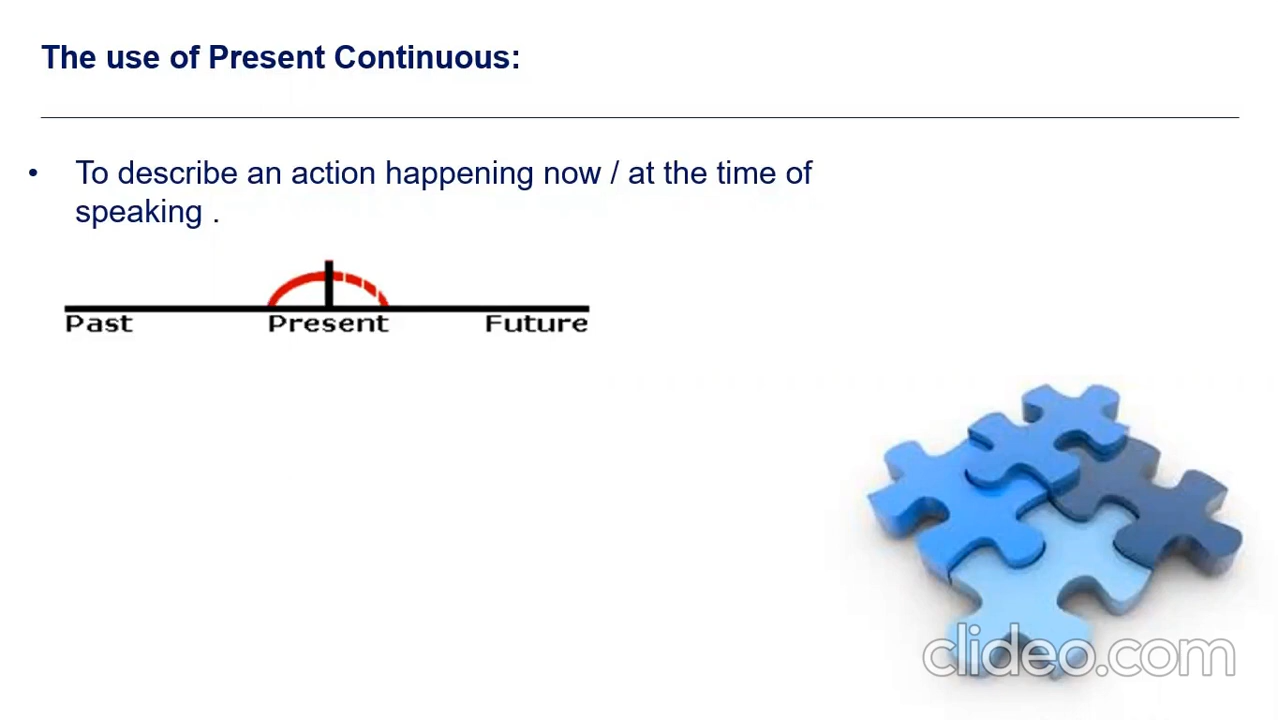 The use of Present Continuous:
• To describe an action happening now / at the time of
speaking .
Past Present Future
clideo.com